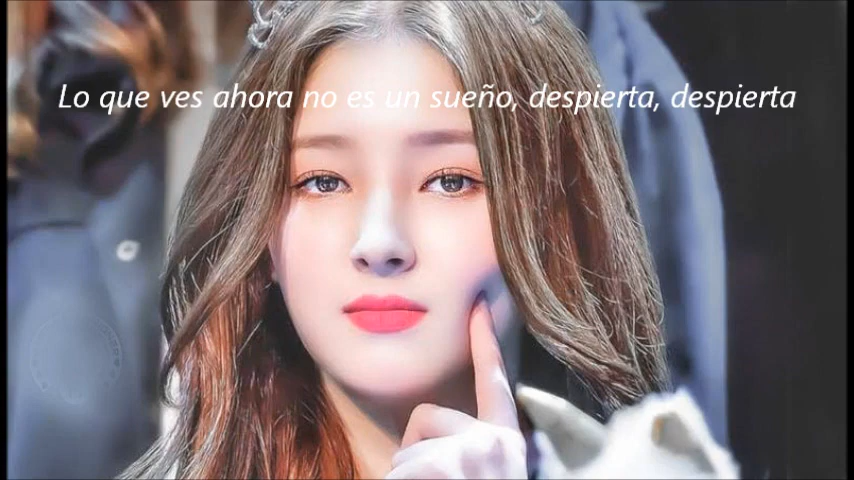 Lo que ves ahora no es un sueño, despierta, despierta